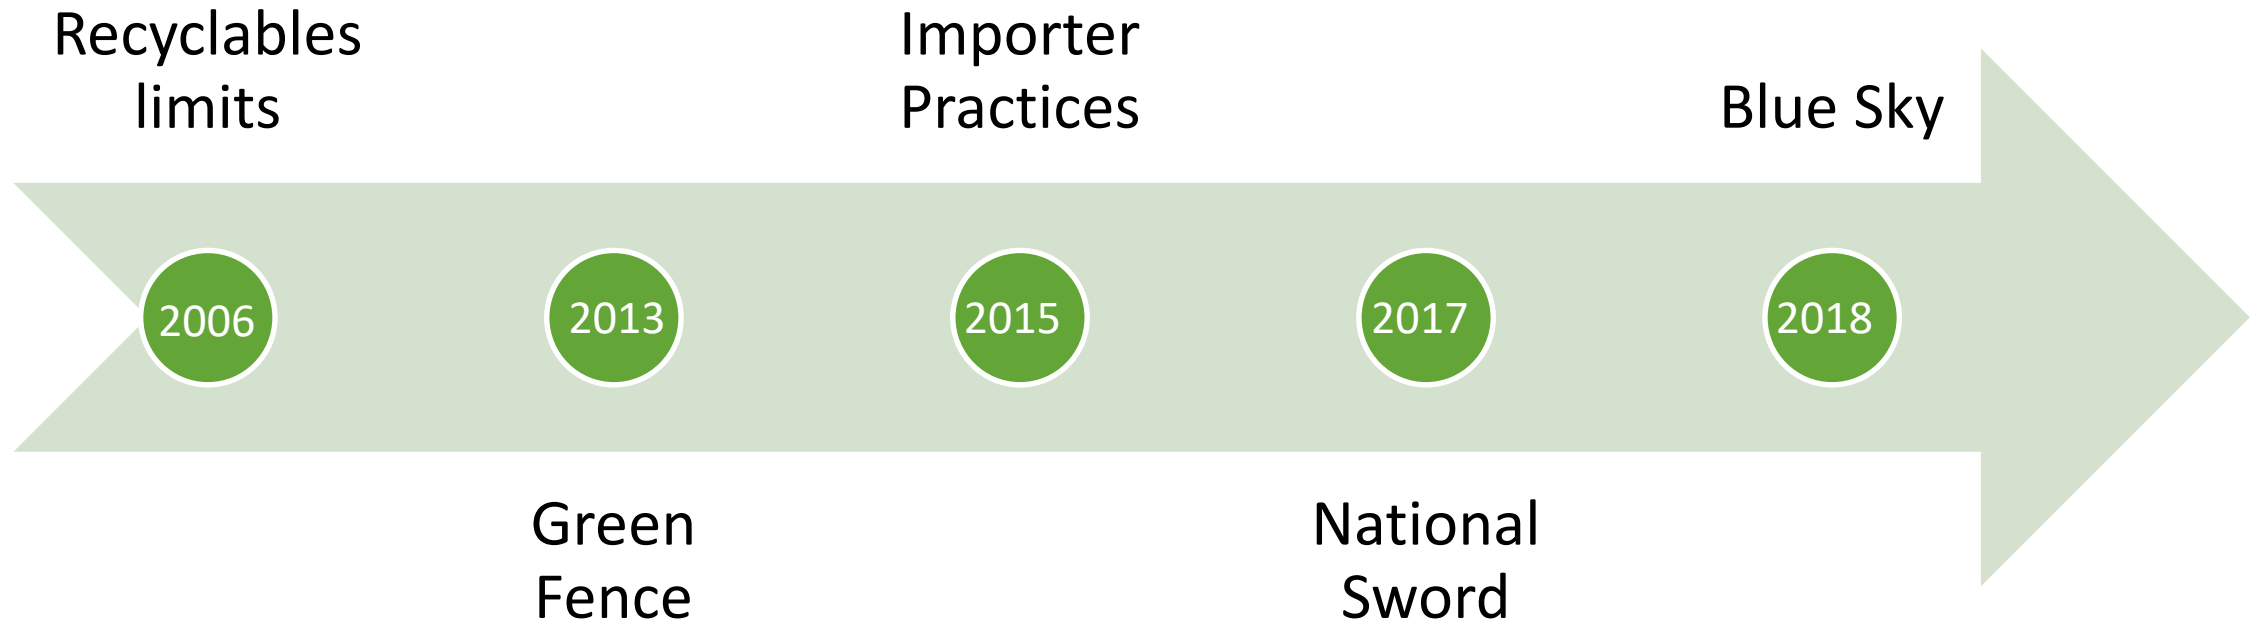 Recyclables
limits
Importer
Practices
Blue Sky
2006
2013
2015
2017
2018
Green
Fence
National
Sword